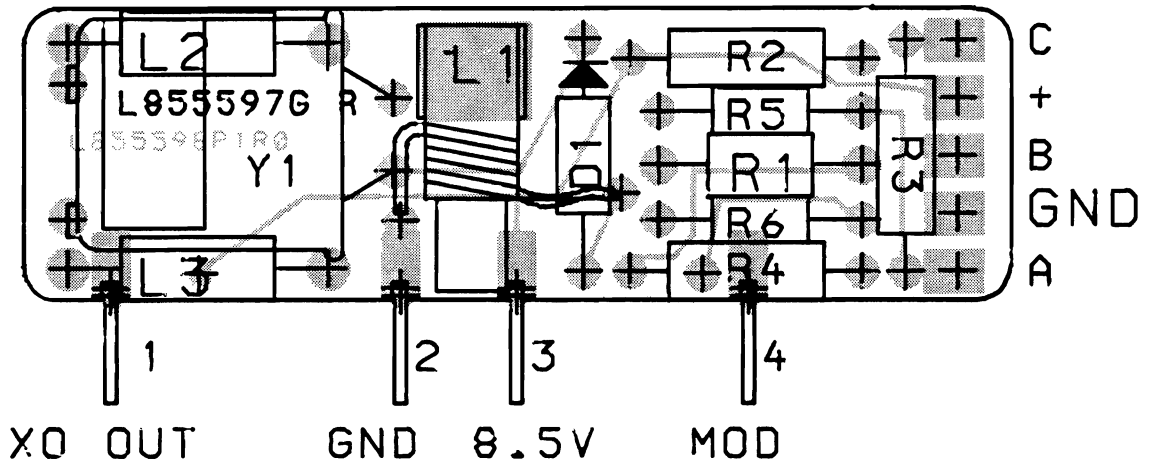 L2
L1
R2
C
L855597G R
R5
+
L855598P1R0
D1
R3
B
Y1
R1
R6
GND
L3
R4
A
1
2
3
4
XO OUT
GND
8.5V
MOD